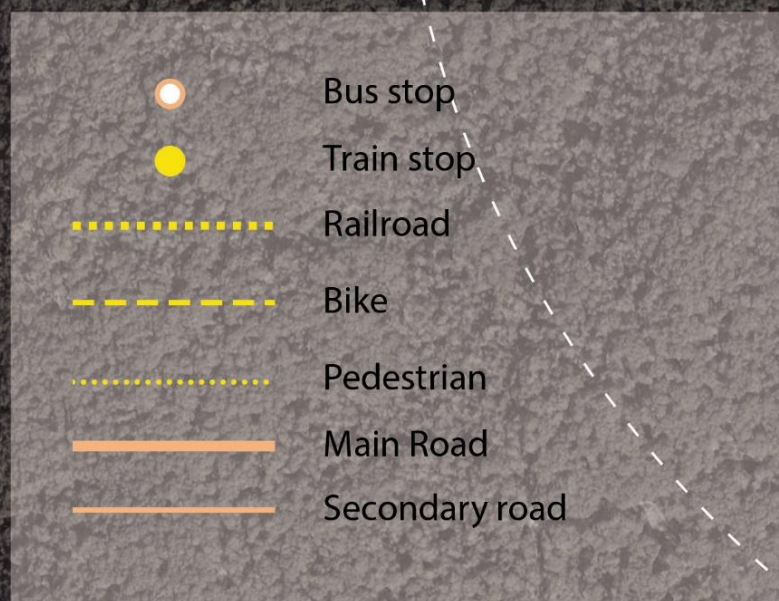 Bus stop
Train stop
Railroad
Bike
Pedestrian
Main Road
Secondary road